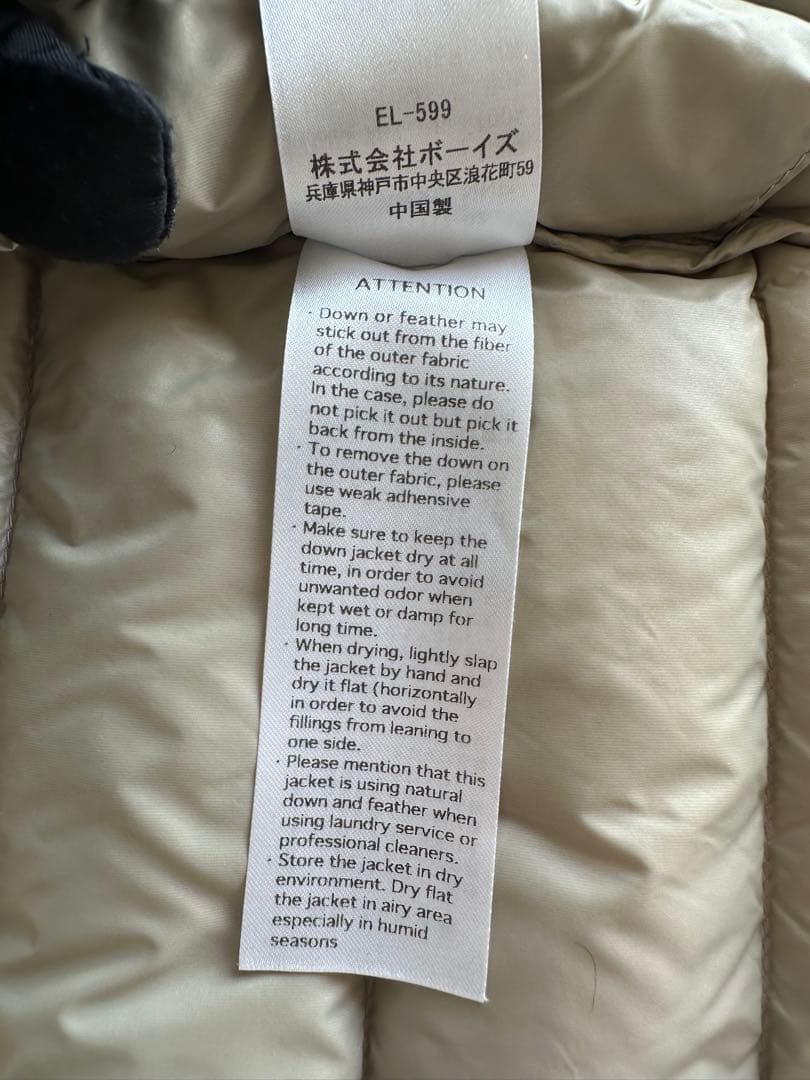 EL-599
株式会社ボーイズ
兵庫県神戸市中央区浪花町59
中国製
ATTENTION
· Down or feather may
stick out from the fiber
of the outer fabric
according to its nature.
In the case, please do
not pick it out but pick it
back from the inside.
· To remove the down on
the outer fabric, please
use weak adhensive
tape.
· Make sure to keep the
down jacket dry at all
time, in order to avoid
unwanted odor when
kept wet or damp for
long time.
· When drying, lightly slap
the jacket by hand and
dry it flat (horizontally
in order to avoid the
fillings from leaning to
one side.
· Please mention that this
jacket is using natural
down and feather when
using laundry service or
professional cleaners.
· Store the jacket in dry
environment. Dry flat
the jacket in airy area
especially in humid
seasons